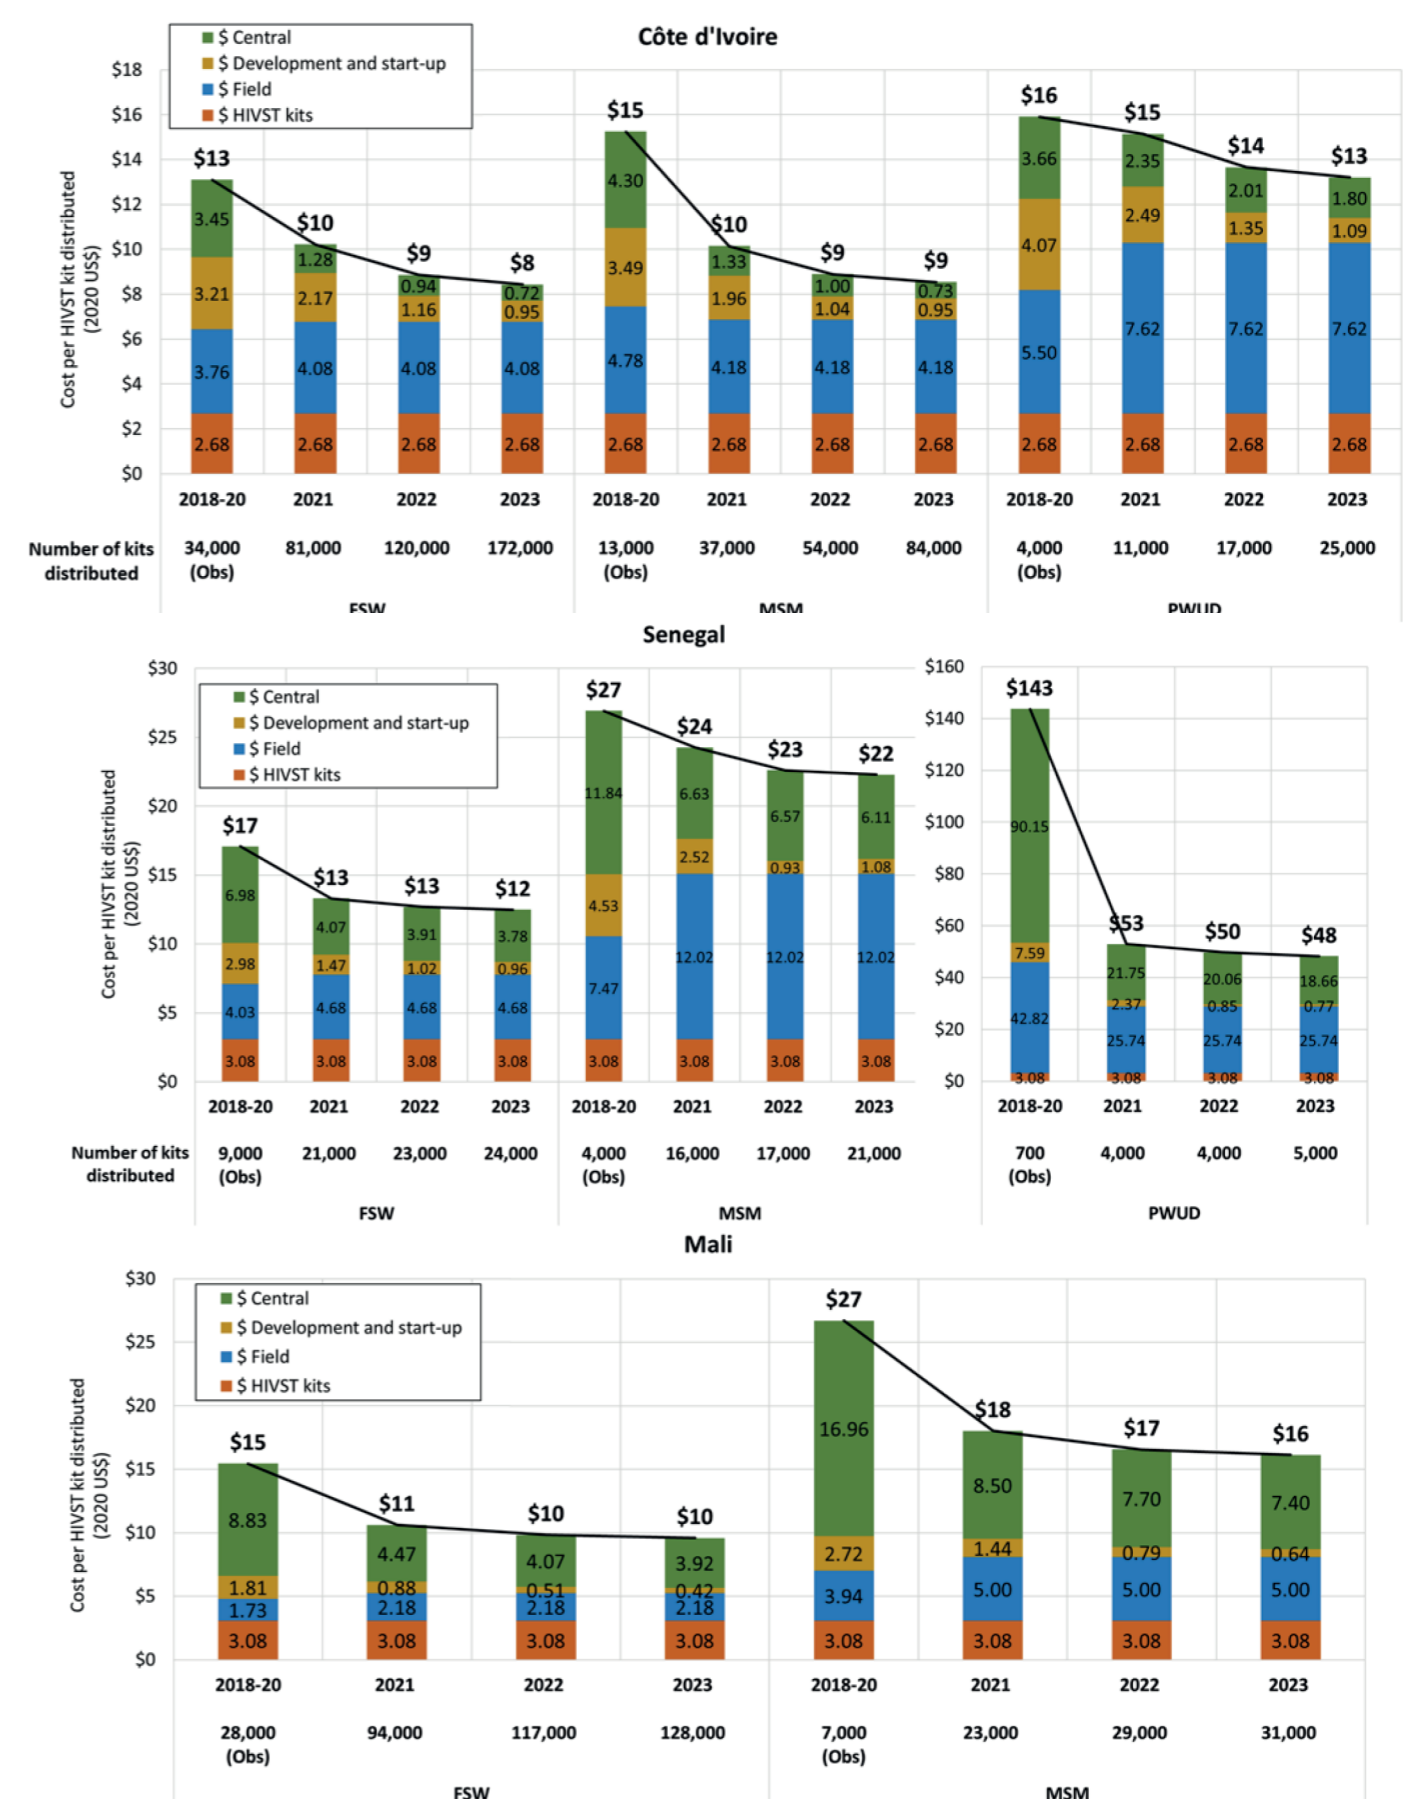 Côte d'Ivoire
$ Central
$ Development and start-up
$ Field
$ HIVST kits
Cost per HIVST kit distributed
(2020 US$)
$18
$16
$14
$12
$10
$8
$6
$4
$2
$0
$13 $10 $9 $8 $15 $10 $9 $9 $16 $15 $14 $13
3.45 1.28 0.94 0.72 4.30 1.33 1.00 0.73 3.66 2.35 2.01 1.80
3.21 2.17 1.16 0.95 3.49 1.96 1.04 0.95 4.07 2.49 1.35 1.09
3.76 4.08 4.08 4.08 4.78 4.18 4.18 4.18 5.50 7.62 7.62 7.62
2.68 2.68 2.68 2.68 2.68 2.68 2.68 2.68 2.68 2.68 2.68 2.68
2018-20 2021 2022 2023 2018-20 2021 2022 2023 2018-20 2021 2022 2023
Number of kits 34,000 81,000 120,000 172,000 13,000 37,000 54,000 84,000 4,000 11,000 17,000 25,000
distributed (Obs) (Obs) (Obs)
FSW MSM PWUD
Senegal
$ Central
$ Development and start-up
$ Field
$ HIVST kits
Cost per HIVST kit distributed
(2020 US$)
$30
$25
$20
$15
$10
$5
$0
$160
$140
$120
$100
$80
$60
$40
$20
$0
$17 $13 $13 $12 $27 $24 $23 $22 $143 $53 $50 $48
6.98 4.07 3.91 3.78 11.84 6.63 6.57 6.11 90.15 21.75 20.06 18.66
2.98 1.47 1.02 0.96 4.53 2.52 0.93 1.08 7.59 2.37 0.85 0.77
4.03 4.68 4.68 4.68 7.47 12.02 12.02 12.02 42.82 25.74 25.74 25.74
3.08 3.08 3.08 3.08 3.08 3.08 3.08 3.08 3.08 3.08 3.08 3.08
2018-20 2021 2022 2023 2018-20 2021 2022 2023 2018-20 2021 2022 2023
Number of kits 9,000 21,000 23,000 24,000 4,000 16,000 17,000 21,000 700 4,000 4,000 5,000
distributed (Obs) (Obs) (Obs)
FSW MSM PWUD
Mali
$ Central
$ Development and start-up
$ Field
$ HIVST kits
Cost per HIVST kit distributed
(2020 US$)
$30
$25
$20
$15
$10
$5
$0
$15 $11 $10 $10 $27 $18 $17 $16
8.83 4.47 4.07 3.92 16.96 8.50 7.70 7.40
1.81 0.88 0.51 0.42 2.72 1.44 0.79 0.64
1.73 2.18 2.18 2.18 3.94 5.00 5.00 5.00
3.08 3.08 3.08 3.08 3.08 3.08 3.08 3.08
2018-20 2021 2022 2023 2018-20 2021 2022 2023
28,000 94,000 117,000 128,000 7,000 23,000 29,000 31,000
(Obs) (Obs)
FSW MSM